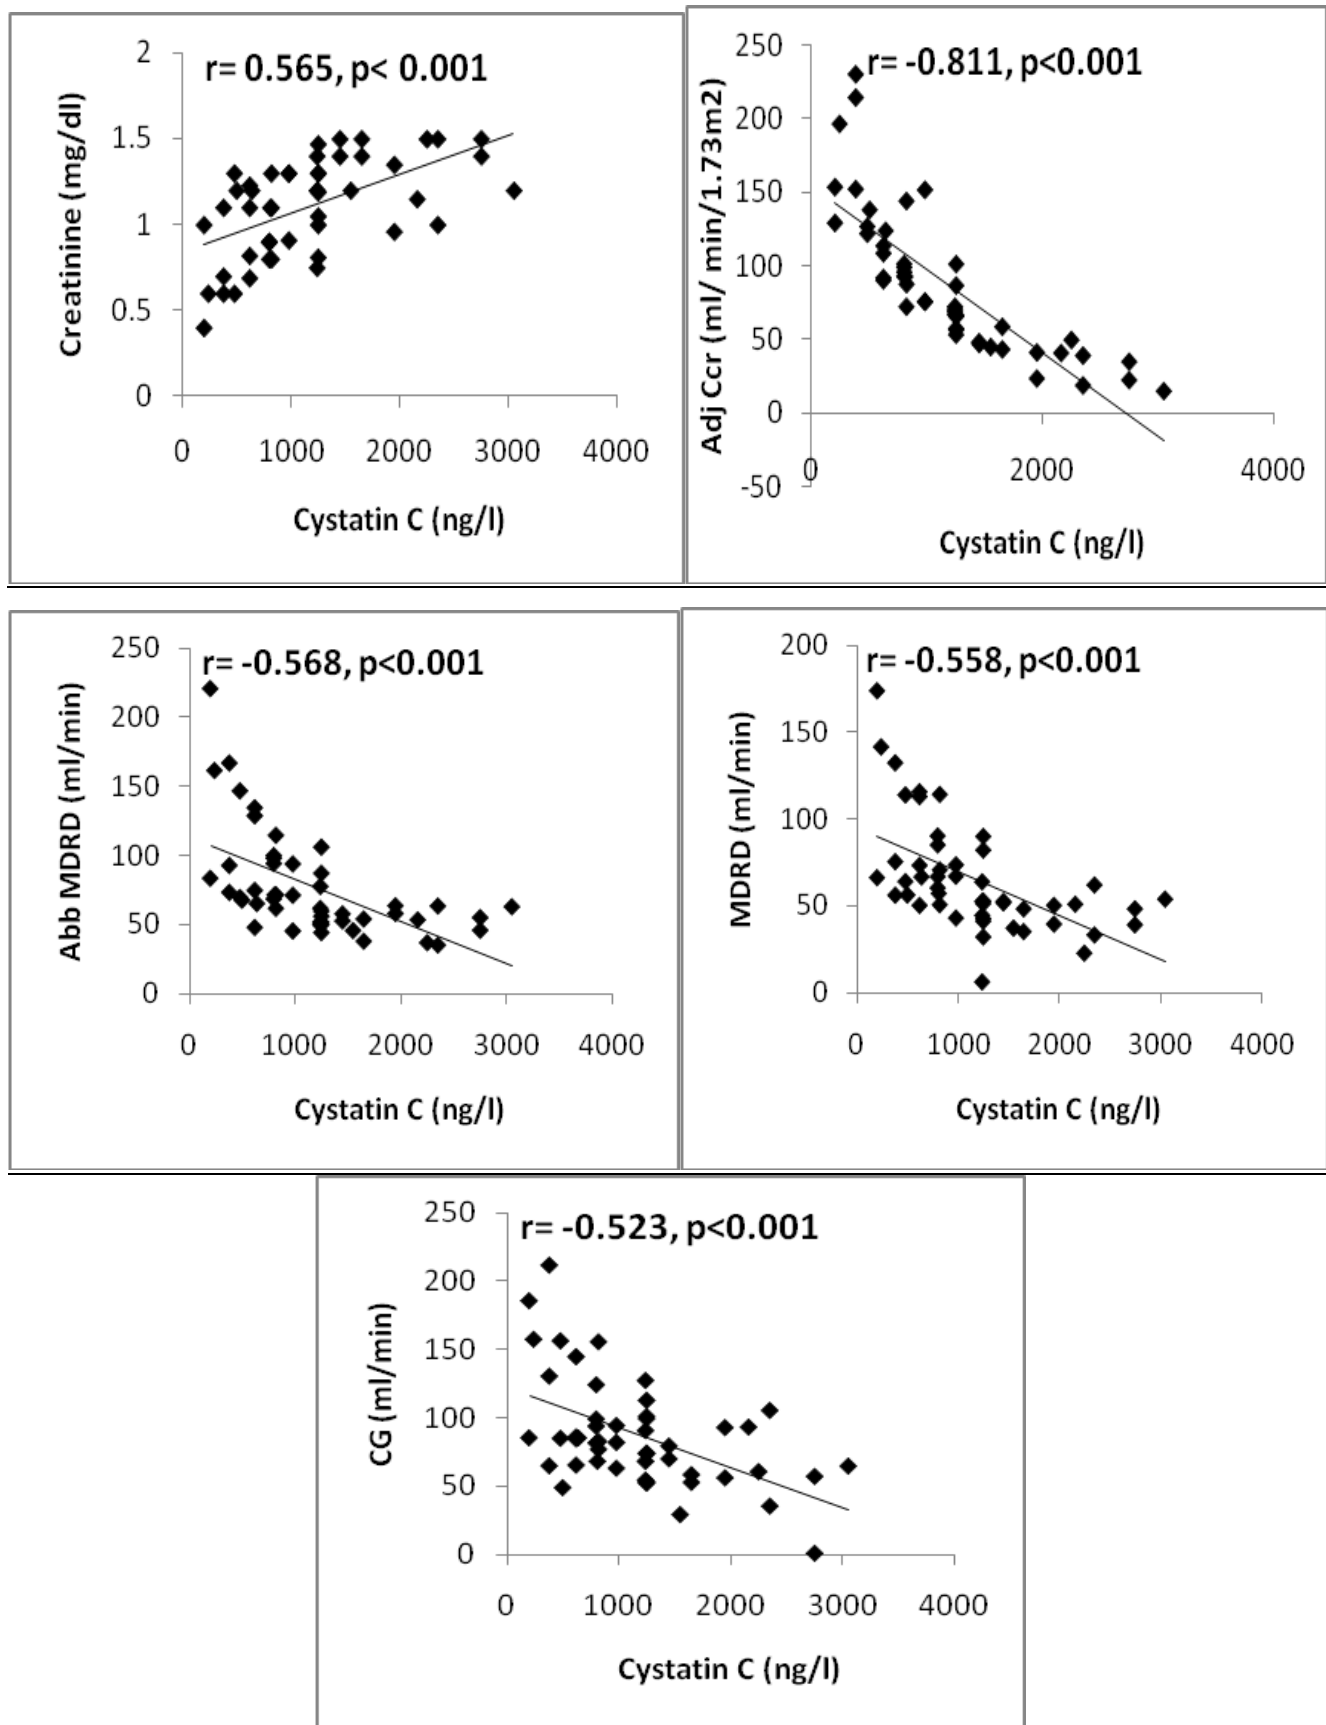 r= 0.565, p< 0.001
Creatinine (mg/dl)
2
1.5
1
0.5
0
0 1000 2000 3000 4000
Cystatin C (ng/l)
r= -0.811, p<0.001
Adj Ccr (ml/ min/1.73m2)
250
200
150
100
50
0
-50
0 2000 4000
Cystatin C (ng/l)
r= -0.568, p<0.001
Abb MDRD (ml/min)
250
200
150
100
50
0
0 1000 2000 3000 4000
Cystatin C (ng/l)
r= -0.558, p<0.001
MDRD (ml/min)
200
150
100
50
0
0 1000 2000 3000 4000
Cystatin C (ng/l)
r= -0.523, p<0.001
CG (ml/min)
250
200
150
100
50
0
0 1000 2000 3000 4000
Cystatin C (ng/l)